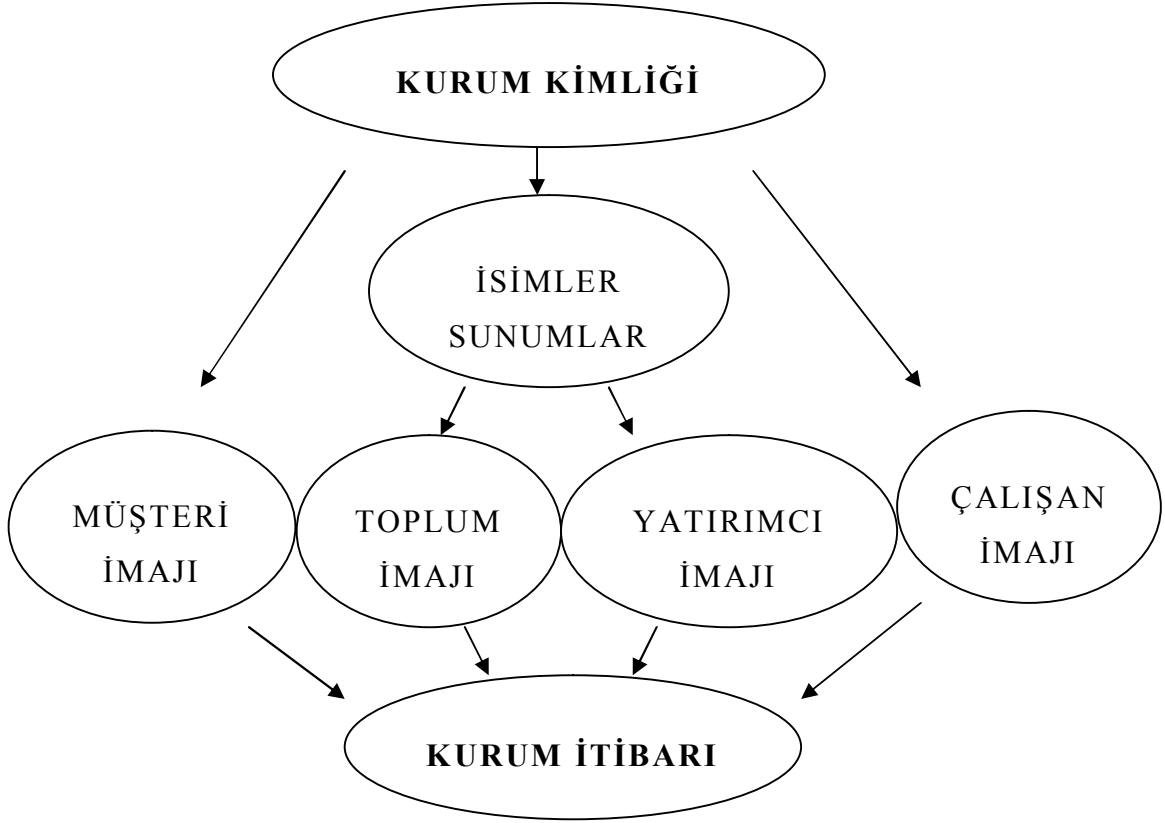 KURUM KİMLİĞİ
İSİMLER
SUNUMLAR
MÜŞTERİ
İMAJI
TOPLUM
İMAJI
YATIRIMCI
İMAJI
ÇALIŞAN
İMAJI
KURUM İTİBARI